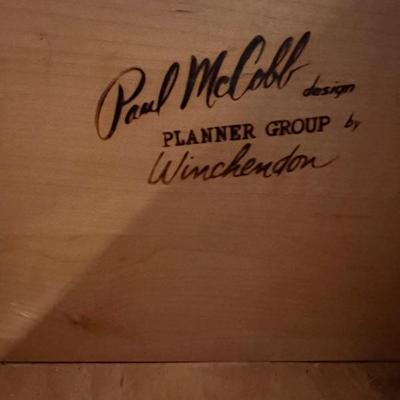 Paul McCobb design
PLANNER GROUP by
Winchendon